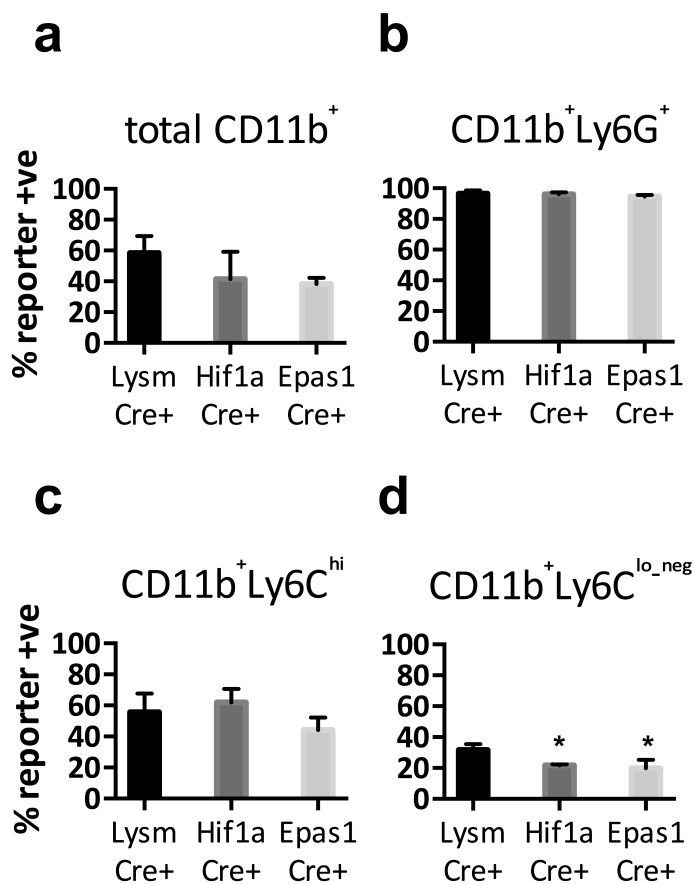 a
total CD11b+
% reporter +ve
100
80
60
40
20
0
Lysm Hif1a Epas1
Cre+ Cre+ Cre+
b
CD11b+Ly6G+
100
80
60
40
20
0
Lysm Hif1a Epas1
Cre+ Cre+ Cre+
c
CD11b+Ly6Chi
% reporter +ve
100
80
60
40
20
0
Lysm Hif1a Epas1
Cre+ Cre+ Cre+
d
CD11b+Ly6Clo_neg
100
80
60
40
20
0
* *
Lysm Hif1a Epas1
Cre+ Cre+ Cre+